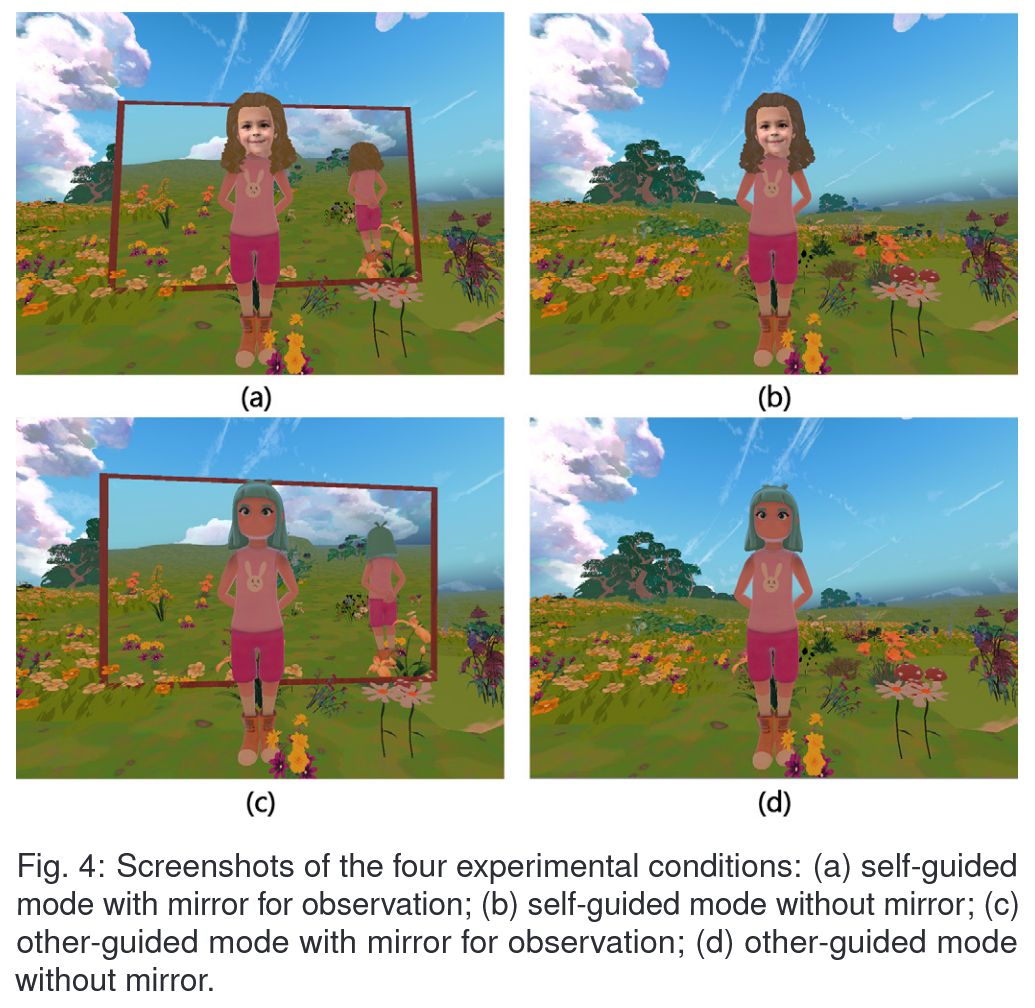 (a)
(b)
(c)
(d)
Fig. 4: Screenshots of the four experimental conditions: (a) self-guided
mode with mirror for observation; (b) self-guided mode without mirror; (c)
other-guided mode with mirror for observation; (d) other-guided mode
without mirror.